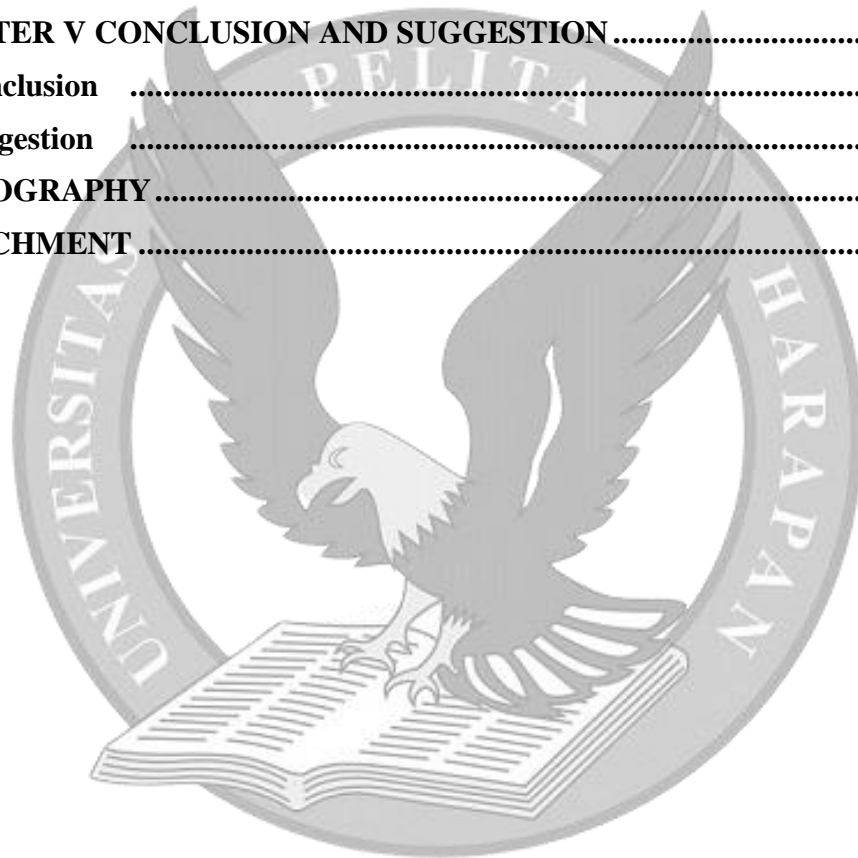 TER V CONCLUSION AND SUGGESTION................................
nclusion ................................................................................
gestion ................................................................................
OGRAPHY................................................................................
CHMENT................................................................................
UNIVERSITAS PELITA HARAPAN